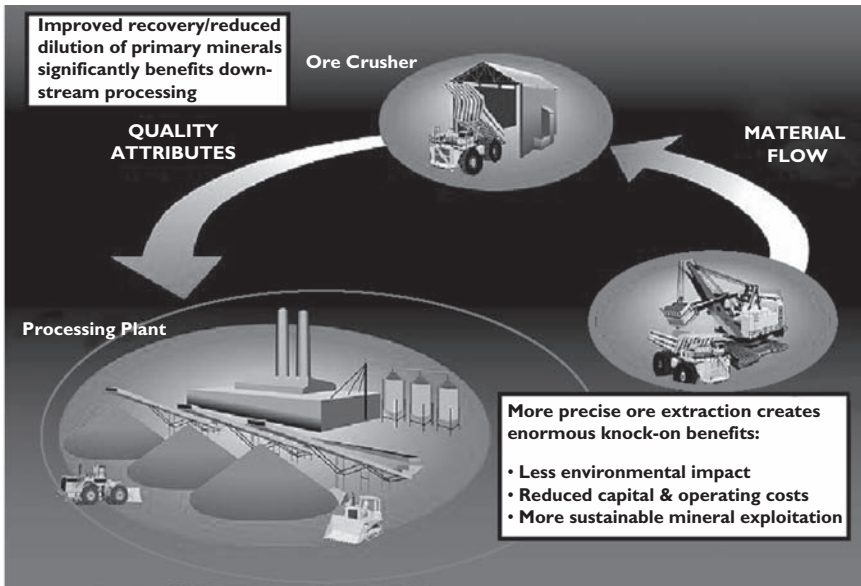 Improved recovery/reduced
dilution of primary minerals
significantly benefits down-
stream processing
Ore Crusher
QUALITY
ATTRIBUTES
MATERIAL
FLOW
Processing Plant
More precise ore extraction creates
enormous knock-on benefits:
• Less environmental impact
• Reduced capital & operating costs
• More sustainable mineral exploitation